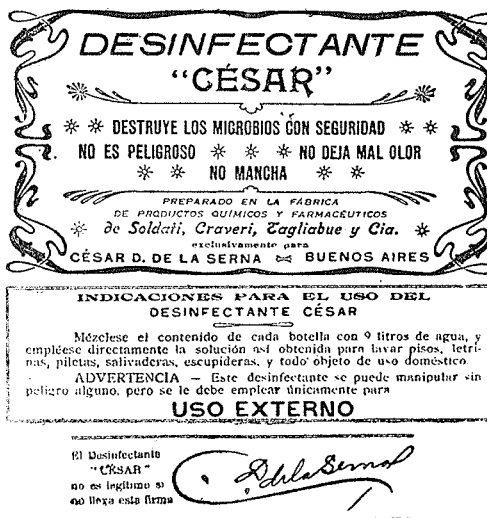 DESINFECTANTE
"CÉSAR"
DESTRUYE LOS MICROBIOS CON SEGURIDAD
NO ES PELIGROSO NO DEJA MAL OLOR
NO MANCHA
PREPARADO EN LA FÁBRICA
DE PRODUCTOS QUÍMICOS Y FARMACÉUTICOS
de Soldati, Craveri, Tagliabue y Cia.
exclusivamente para
CÉSAR D. DE LA SERNA BUENOS AIRES
INDICACIONES PARA EL USO DEL
DESINFECTANTE CÉSAR
Mézclese el contenido de cada botella con 9 litros de agua, y
empléese directamente la solución así obtenida para lavar pisos, letri-
nas, piletas, salivaderas, escupideras, y todo objeto de uso doméstico.
ADVERTENCIA — Este desinfectante se puede manipular sin
peligro alguno, pero se le debe emplear únicamente para
USO EXTERNO
El Desinfectante
"CÉSAR"
no es legítimo si
no lleva esta firma
D de la Serna